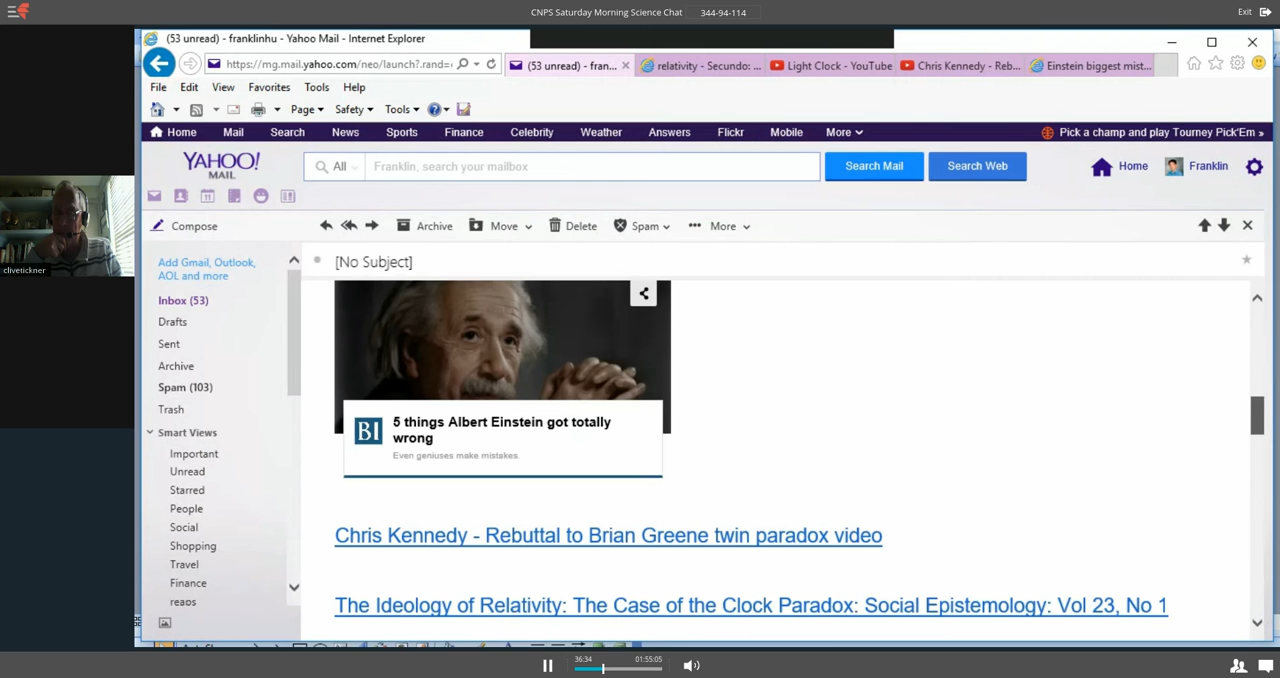 CNPS Saturday Morning Science Chat 344-94-114 Exit
(53 unread) - franklinhu - Yahoo Mail - Internet Explorer
https://mg.mail.yahoo.com/neo/launch?.rand=
(53 unread) - fran...
relativity - Secundo: ...
Light Clock - YouTube
Chris Kennedy - Reb...
Einstein biggest mist...
File Edit View Favorites Tools Help
Page Safety Tools
Home Mail Search News Sports Finance Celebrity Weather Answers Flickr Mobile More Pick a champ and play Tourney Pick'Em »
YAHOO!
MAIL
All Franklin, search your mailbox Search Mail Search Web Home Franklin
11
Compose Archive Move Delete Spam More
Add Gmail, Outlook,
AOL and more
Inbox (53)
Drafts
Sent
Archive
Spam (103)
Trash
Smart Views
Important
Unread
Starred
People
Social
Shopping
Travel
Finance
[No Subject]
BI
5 things Albert Einstein got totally
wrong
Even geniuses make mistakes.
Chris Kennedy - Rebuttal to Brian Greene twin paradox video
The Ideology of Relativity: The Case of the Clock Paradox: Social Epistemology: Vol 23, No 1
clivetickner
36:34 01:55:05